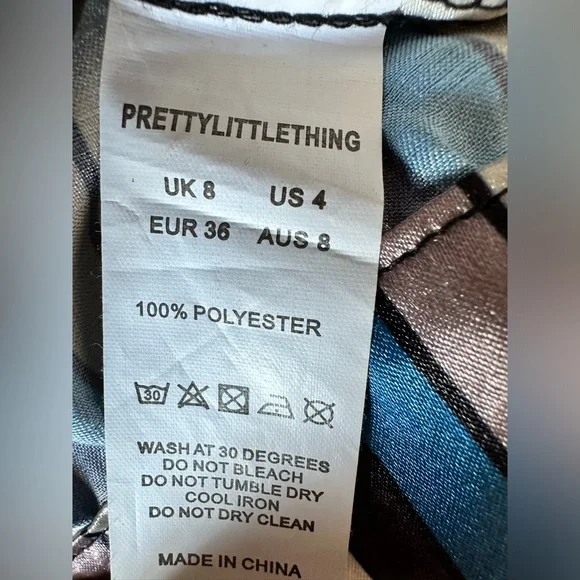 PRETTYLITTLETHING
UK 8 US 4
EUR 36 AUS 8
100% POLYESTER
30
WASH AT 30 DEGREES
DO NOT BLEACH
DO NOT TUMBLE DRY
COOL IRON
DO NOT DRY CLEAN
MADE IN CHINA